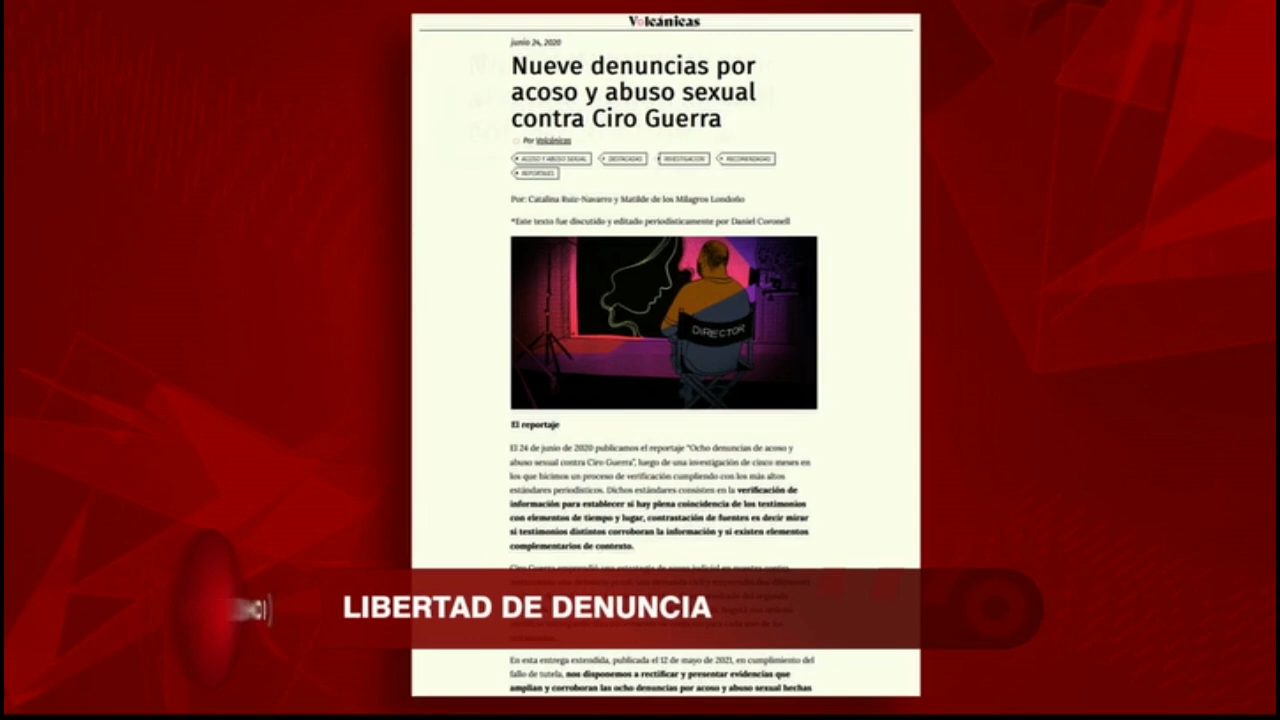 Volcánicas
junio 24, 2020
Nueve denuncias por
acoso y abuso sexual
contra Ciro Guerra
Por Volcánicas
ACOSO Y ABUSO SEXUAL DESTACADAS INVESTIGACIÓN RECOMENDADAS
REPORTAJES
Por: Catalina Ruiz-Navarro y Matilde de los Milagros Londoño
*Este texto fue discutido y editado periodísticamente por Daniel Coronell
DIRECTOR
El reportaje
El 24 de junio de 2020 publicamos el reportaje "Ocho denuncias de acoso y
abuso sexual contra Ciro Guerra", luego de una investigación de cinco meses en
los que hicimos un proceso de verificación cumpliendo con los más altos
estándares periodísticos. Dichos estándares consisten en la verificación de
información para establecer si hay plena coincidencia de los testimonios
con elementos de tiempo y lugar, contrastación de fuentes es decir mirar
si testimonios distintos corroboran la información y si existen elementos
complementarios de contexto.
LIBERTAD DE DENUNCIA
En esta entrega extendida, publicada el 12 de mayo de 2021, en cumplimiento del
fallo de tutela, nos disponemos a rectificar y presentar evidencias que
amplían y corroboran las ocho denuncias por acoso y abuso sexual hechas